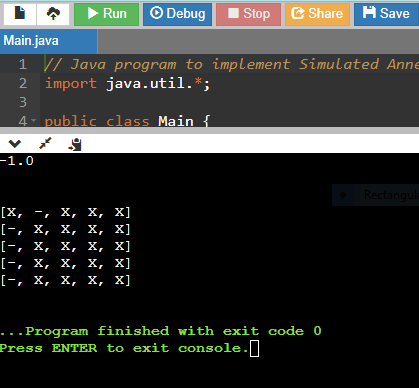 Run Debug Stop Share Save
Main.java
1 // Java program to implement Simulated Anne
2 import java.util.*;
3
4 public class Main {
-1.0
Rectangul
[X, -, X, X, X]
[-, X, X, X, X]
[-, X, X, X, X]
[-, X, X, X, X]
[-, X, X, X, X]
...Program finished with exit code 0
Press ENTER to exit console.